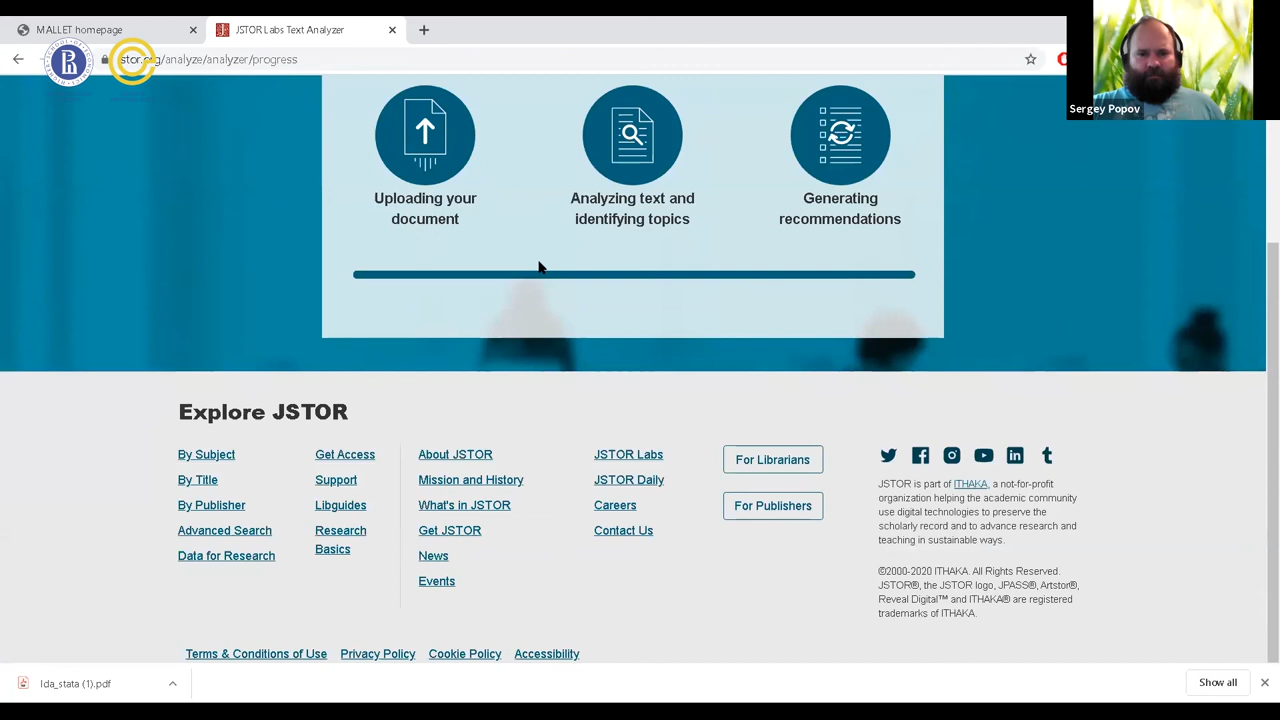 MALLET homepage
JSTOR Labs Text Analyzer
stor.org/analyze/analyzer/progress
Sergey Popov
Uploading your
document
Analyzing text and
identifying topics
Generating
recommendations
Explore JSTOR
By Subject
By Title
By Publisher
Advanced Search
Data for Research
Get Access
Support
Libguides
Research
Basics
About JSTOR
Mission and History
What's in JSTOR
Get JSTOR
News
Events
JSTOR Labs
JSTOR Daily
Careers
Contact Us
For Librarians
For Publishers
JSTOR is part of ITHAKA, a not-for-profit
organization helping the academic community
use digital technologies to preserve the
scholarly record and to advance research and
teaching in sustainable ways.
©2000-2020 ITHAKA. All Rights Reserved.
JSTOR®, the JSTOR logo, JPASS®, Artstor®,
Reveal Digital™ and ITHAKA® are registered
trademarks of ITHAKA.
Terms & Conditions of Use
Privacy Policy
Cookie Policy
Accessibility
lda_stata (1).pdf
Show all